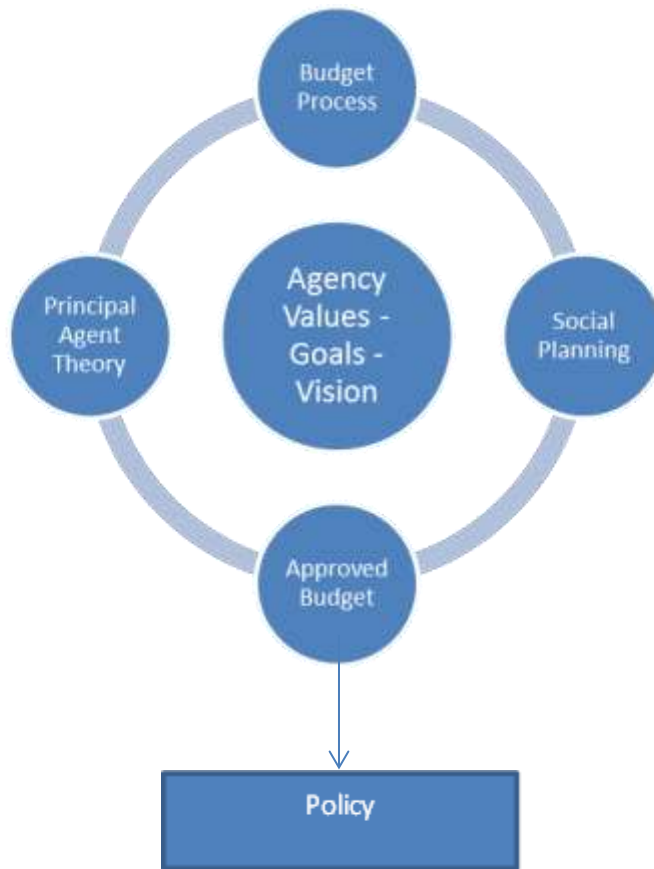 Budget
Process
Principal
Agent
Theory
Agency
Values -
Goals -
Vision
Social
Planning
Approved
Budget
Policy